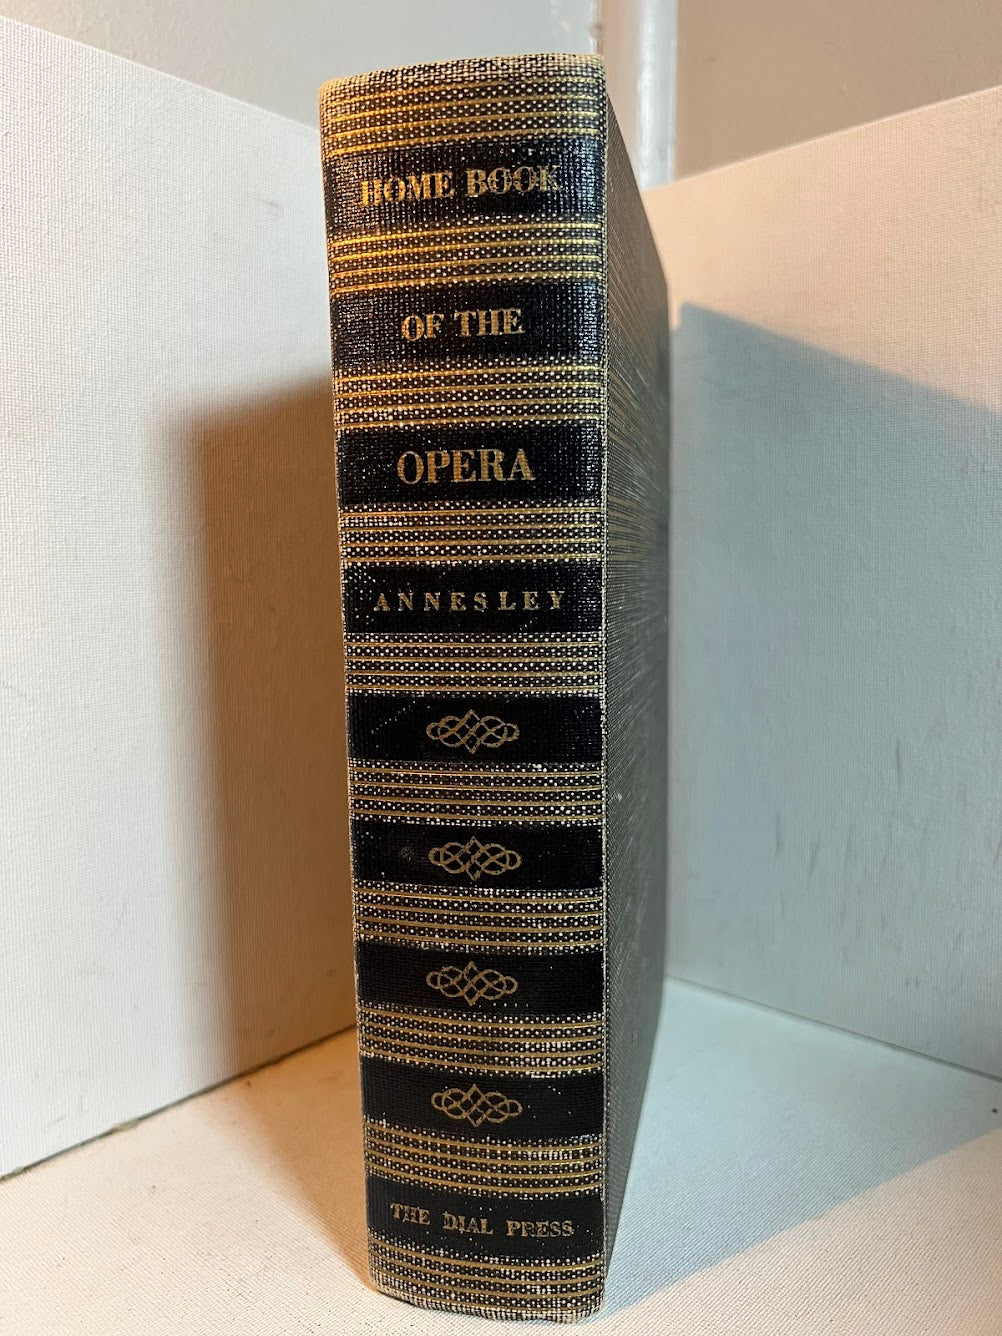 HOME BOOK
OF THE
OPERA
ANNESLEY
THE DIAL PRESS